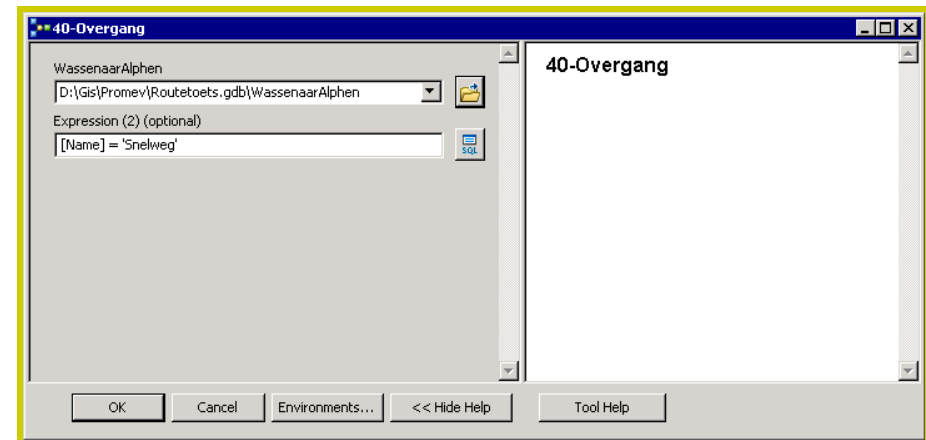 40-Overgang
WassenaarAlphen
D:\Gis\Promev\Routetoets.gdb\WassenaarAlphen
Expression (2) (optional)
[Name] = 'Snelweg'
SQL
40-Overgang
OK
Cancel
Environments...
<< Hide Help
Tool Help